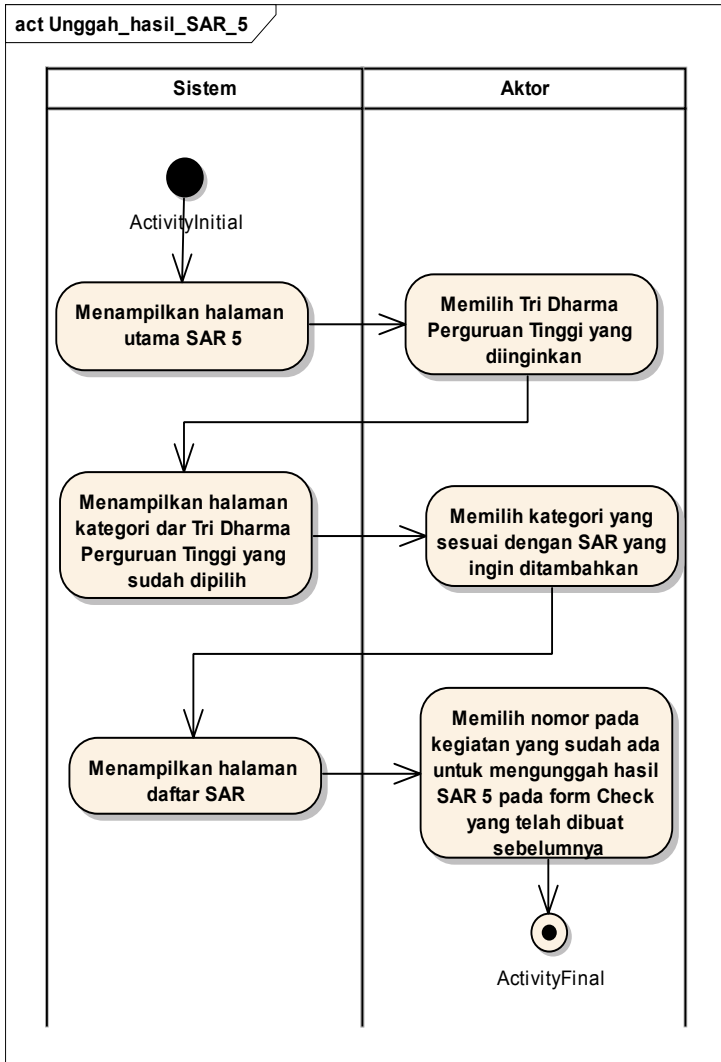 act Unggah_hasil_SAR_5
Sistem
Aktor
ActivityInitial
Menampilkan halaman
utama SAR 5
Memilih Tri Dharma
Perguruan Tinggi yang
diinginkan
Menampilkan halaman
kategori dar Tri Dharma
Perguruan Tinggi yang
sudah dipilih
Memilih kategori yang
sesuai dengan SAR yang
ingin ditambahkan
Menampilkan halaman
daftar SAR
Memilih nomor pada
kegiatan yang sudah ada
untuk mengunggah hasil
SAR 5 pada form Check
yang telah dibuat
sebelumnya
ActivityFinal